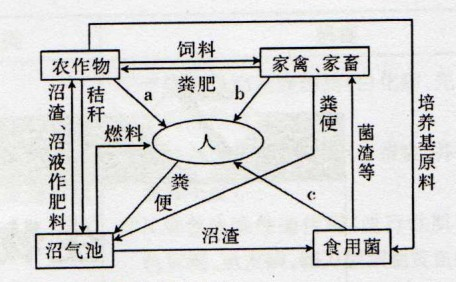 饲料
农作物
家禽、家畜
粪肥
a
b
秸秆
沼渣、沼液作肥料
燃料
人
粪便
粪便
菌渣等
培养基原料
c
沼气池
沼渣
食用菌